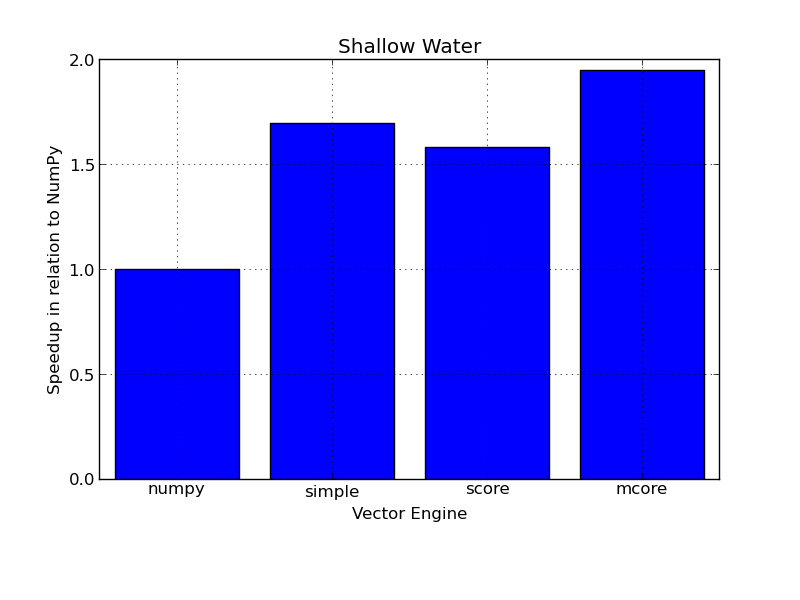 Shallow Water
2.0
1.5
1.0
0.5
0.0
Speedup in relation to NumPy
numpy simple score mcore
Vector Engine